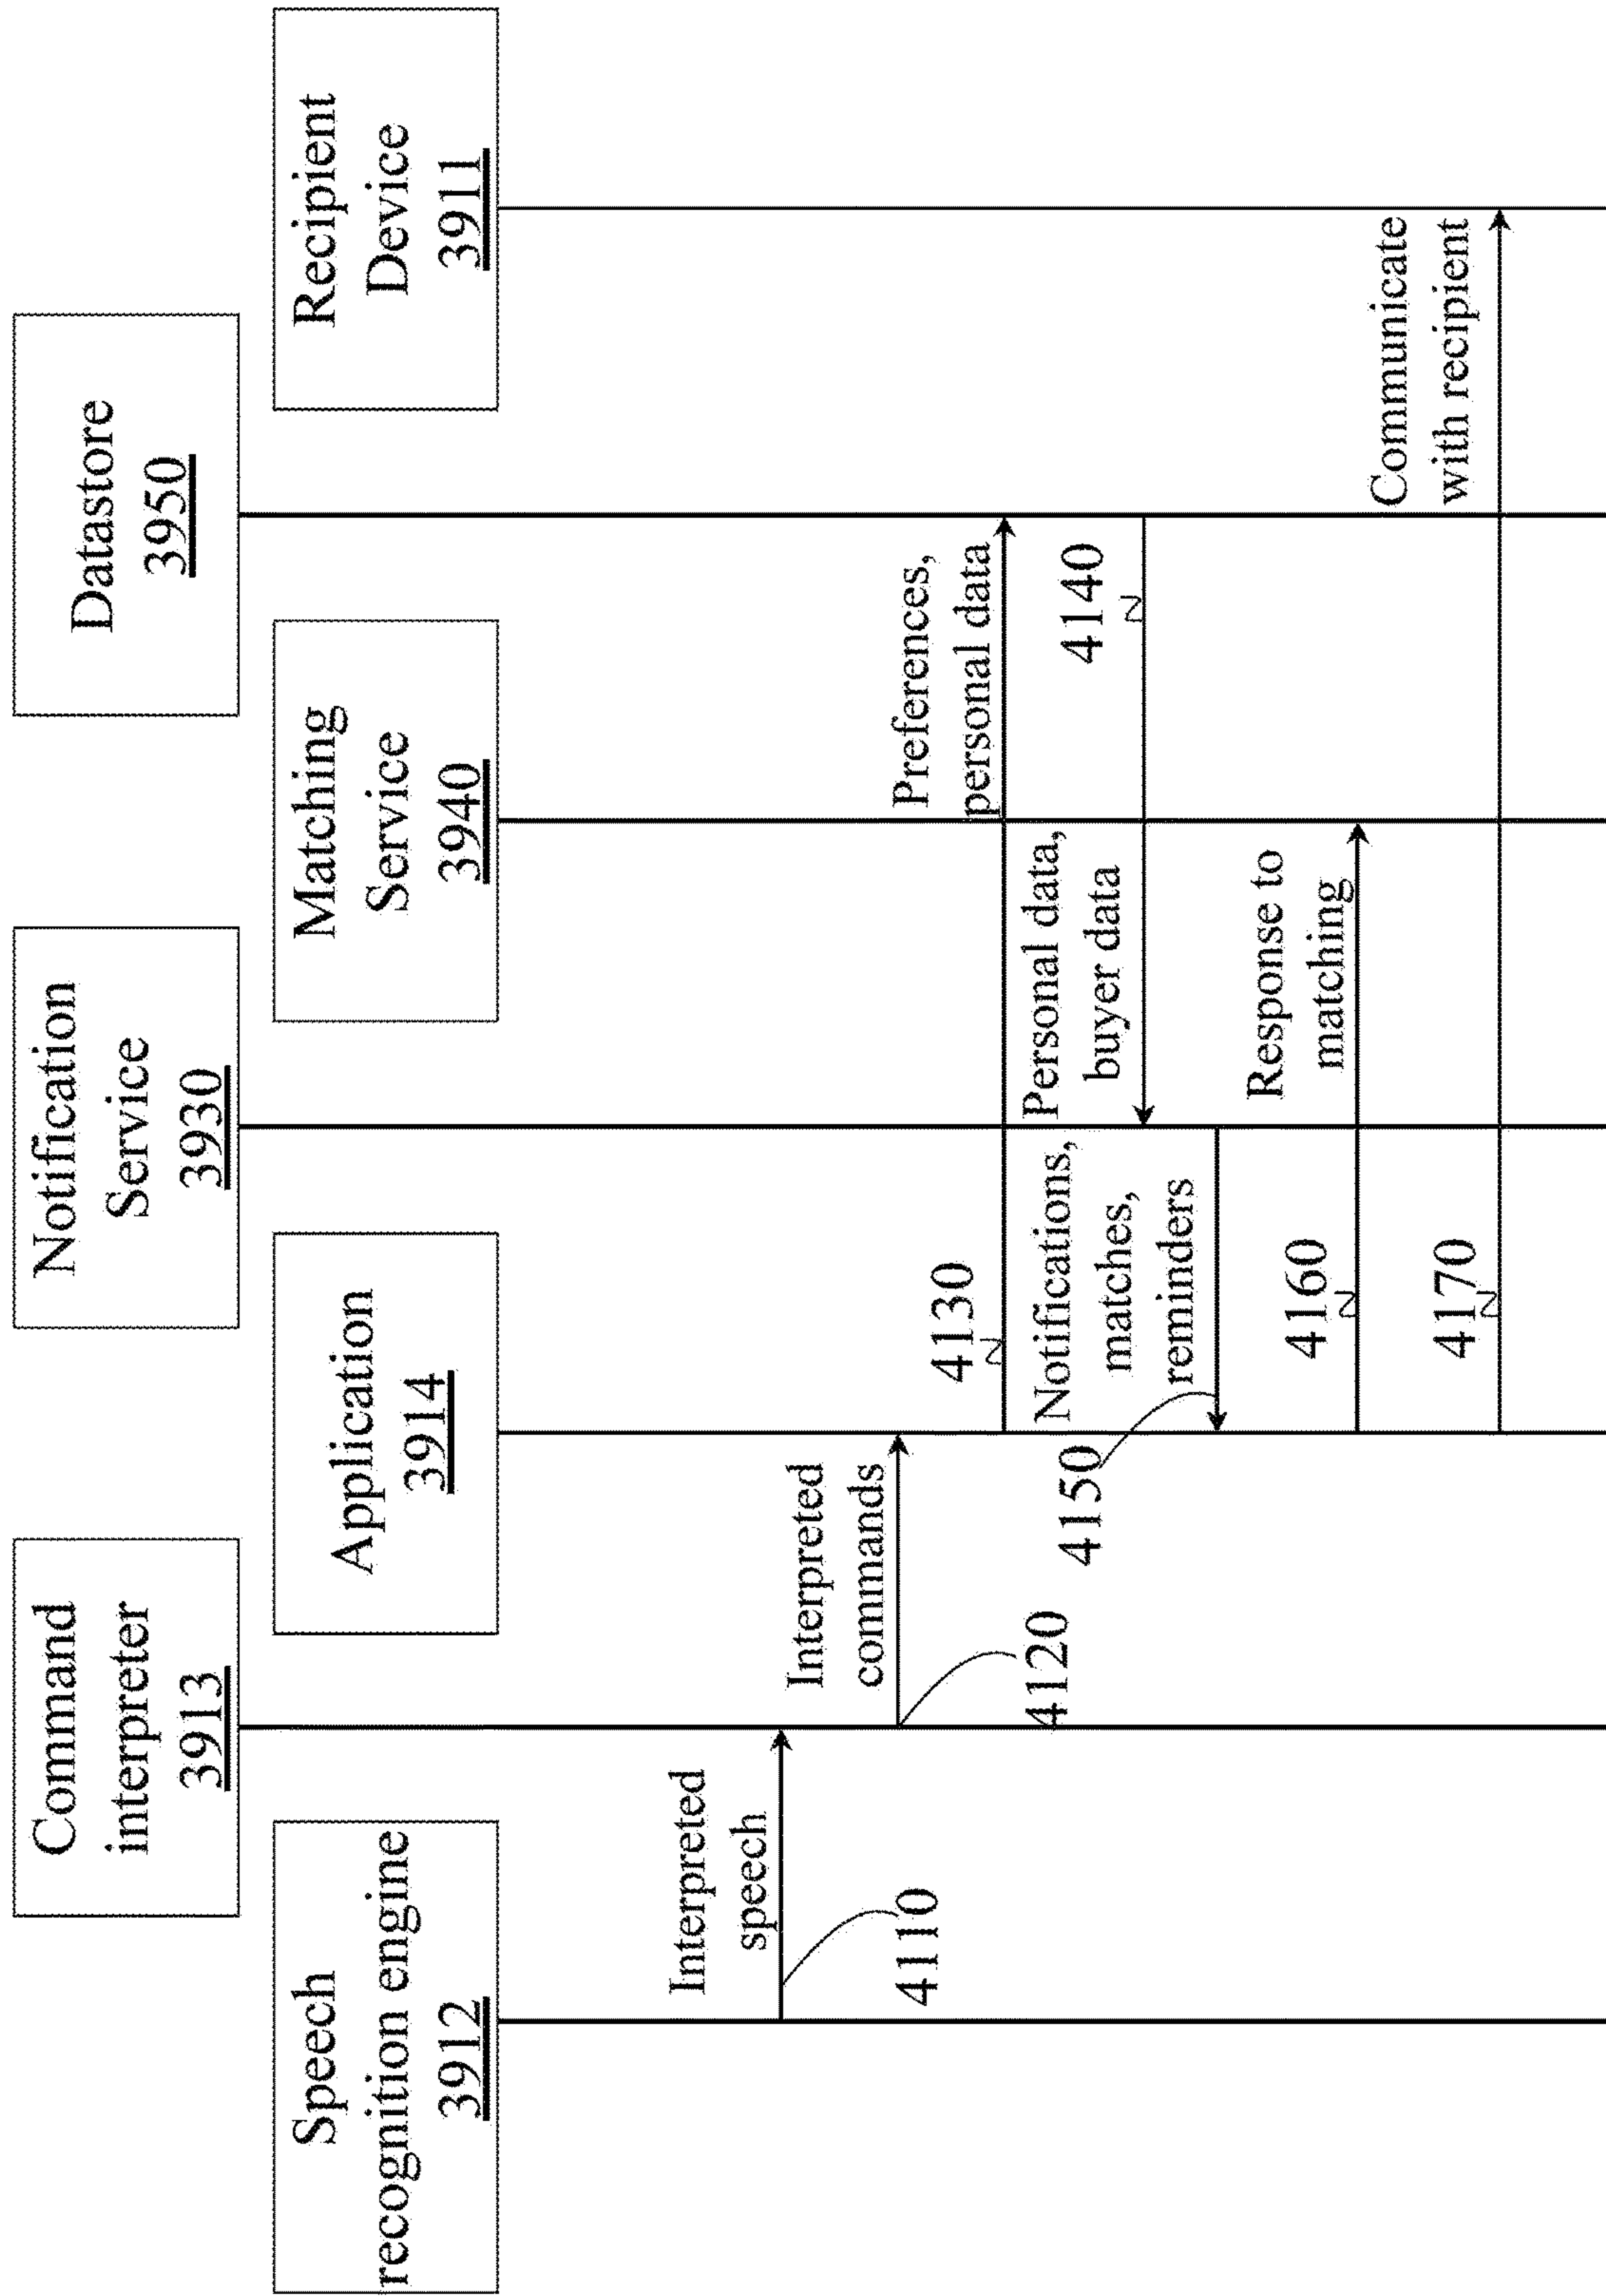 Speech
recognition engine
3912
Command
interpreter
3913
Application
3914
Notification
Service
3930
Matching
Service
3940
Datastore
3950
Recipient
Device
3911
Interpreted
speech
4110
Interpreted
commands
4120
4130
Preferences,
personal data
Personal data,
buyer data
4140
Notifications,
matches,
reminders
4150
Response to
matching
4160
Communicate
with recipient
4170